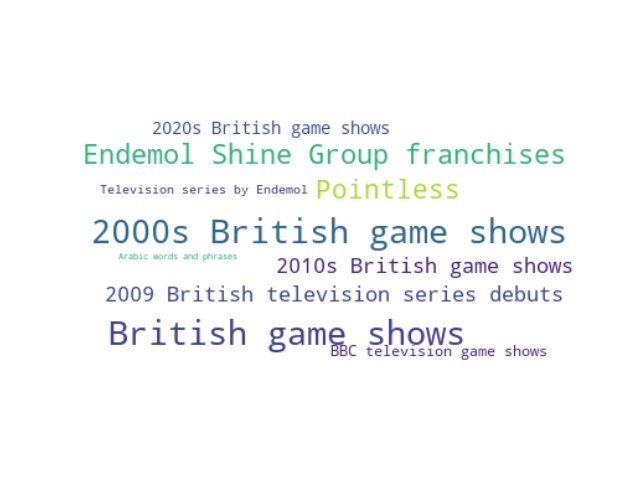 2020s British game shows
Endemol Shine Group franchises
Television series by Endemol Pointless
2000s British game shows
Arabic words and phrases
2010s British game shows
2009 British television series debuts
British game shows
BBC television game shows